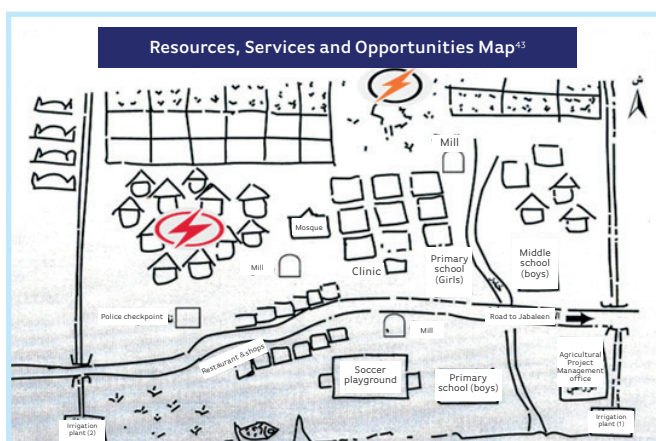 Resources, Services and Opportunities Map43
ش
Mill
Mosque
Mill
Clinic
Primary
school
(Girls)
Middle
school
(boys)
Police checkpoint
Road to Jabaleen
Mill
Restaurant & shops
Soccer
playground
Primary
school (boys)
Agricultural
Project
Management
office
Irrigation
plant (2)
Irrigation
plant (1)